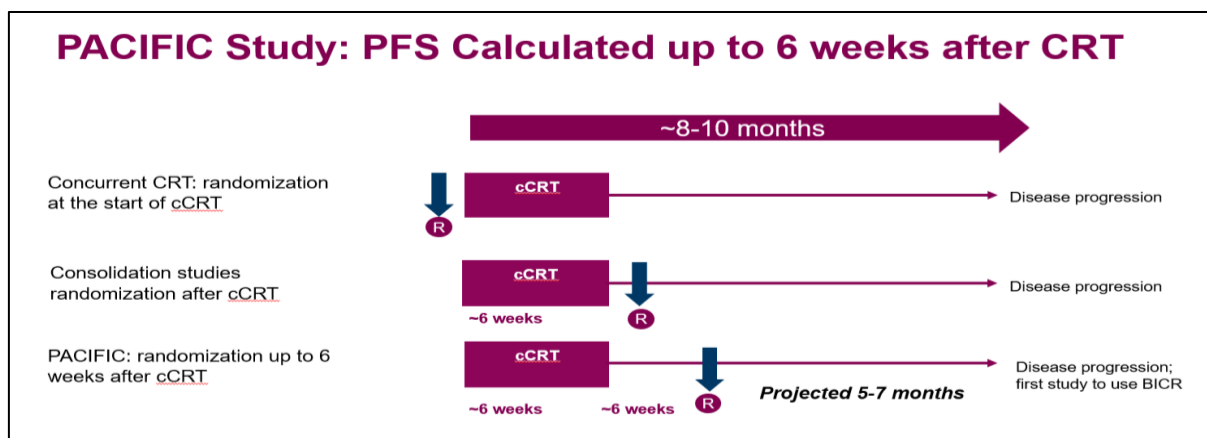 PACIFIC Study: PFS Calculated up to 6 weeks after CRT
~8-10 months
Concurrent CRT: randomization
at the start of cCRT
cCRT
R
Disease progression
Consolidation studies
randomization after cCRT
cCRT
~6 weeks
R
Disease progression
PACIFIC: randomization up to 6
weeks after cCRT
cCRT
~6 weeks
~6 weeks
R
Projected 5-7 months
Disease progression;
first study to use BICR